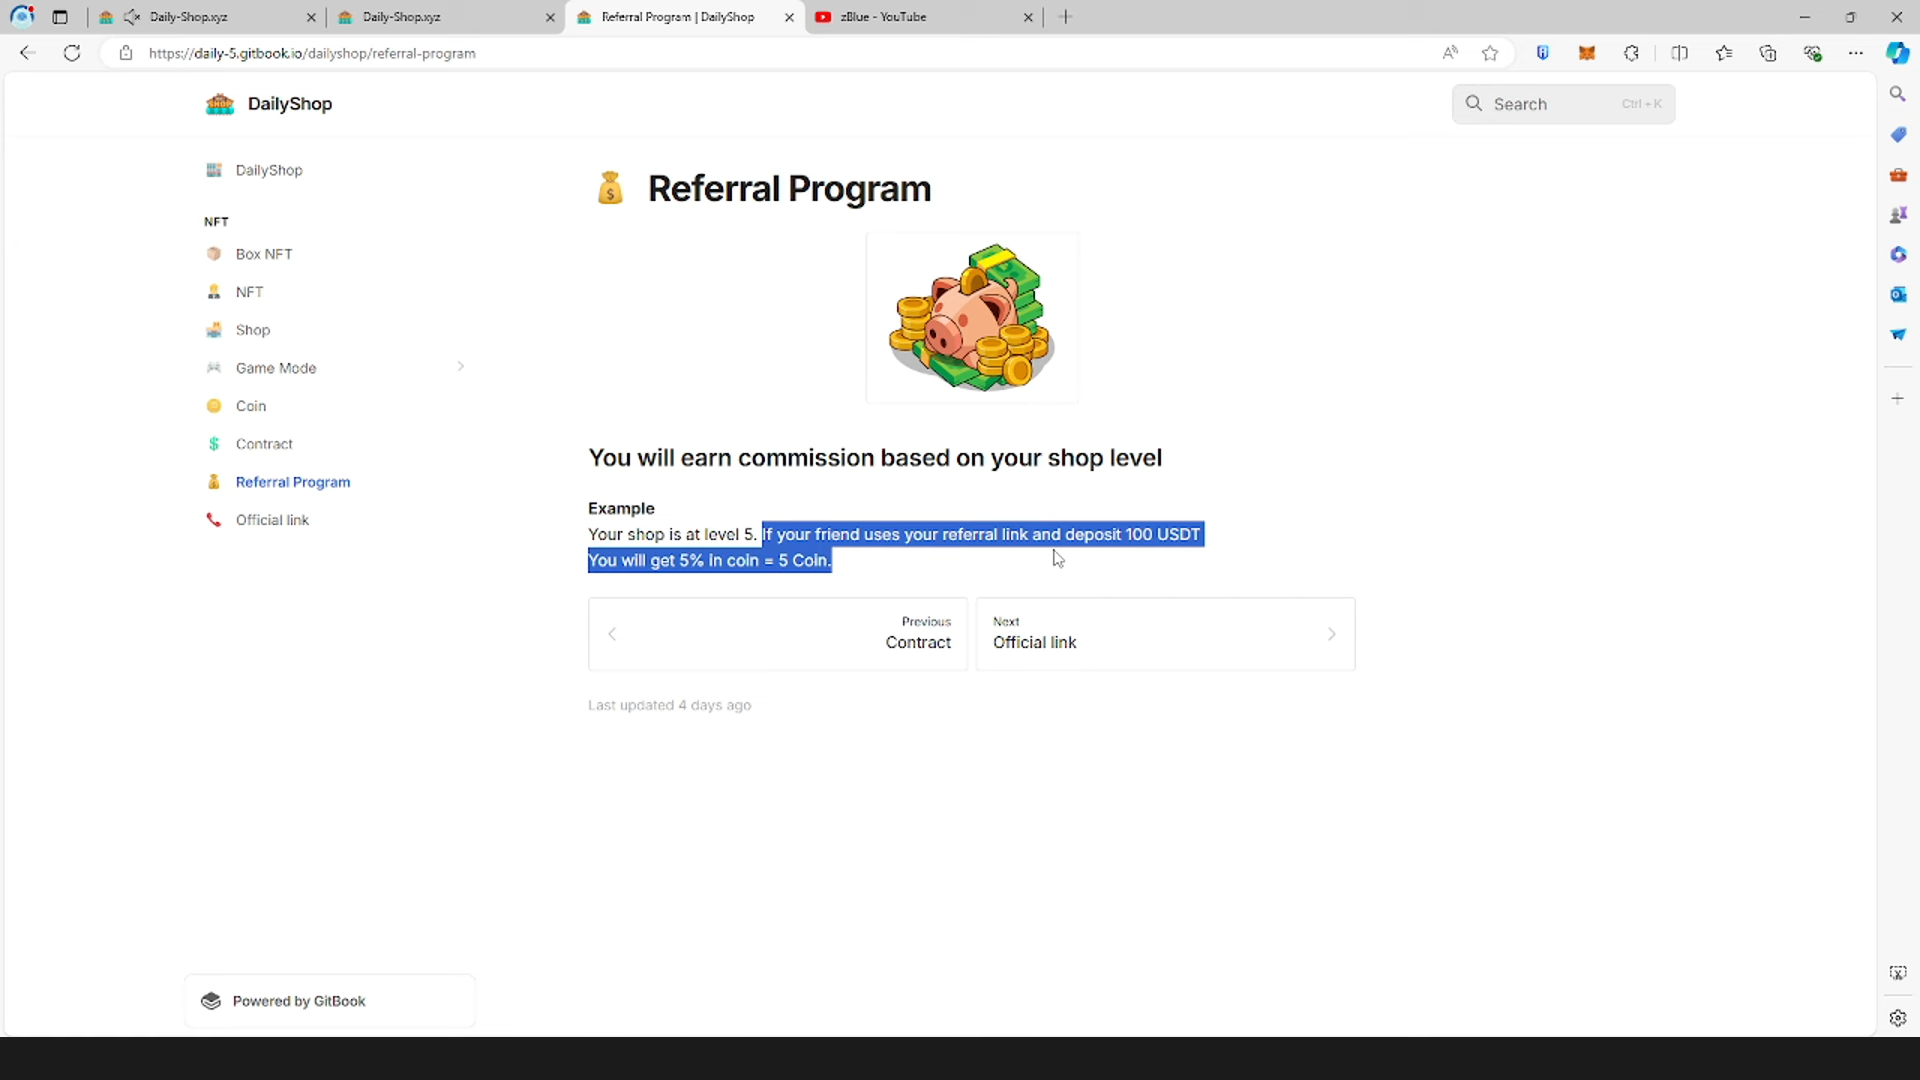 Daily-Shop.xyz
Daily-Shop.xyz
Referral Program | DailyShop
zBlue - YouTube
https://daily-5.gitbook.io/dailyshop/referral-program
DailyShop
Search
Ctrl + K
DailyShop
NFT
Box NFT
NFT
Shop
Game Mode
Coin
Contract
Referral Program
Official link
Referral Program
You will earn commission based on your shop level
Example
Your shop is at level 5. If your friend uses your referral link and deposit 100 USDT
You will get 5% in coin = 5 Coin.
Previous
Contract
Next
Official link
Last updated 4 days ago
Powered by GitBook